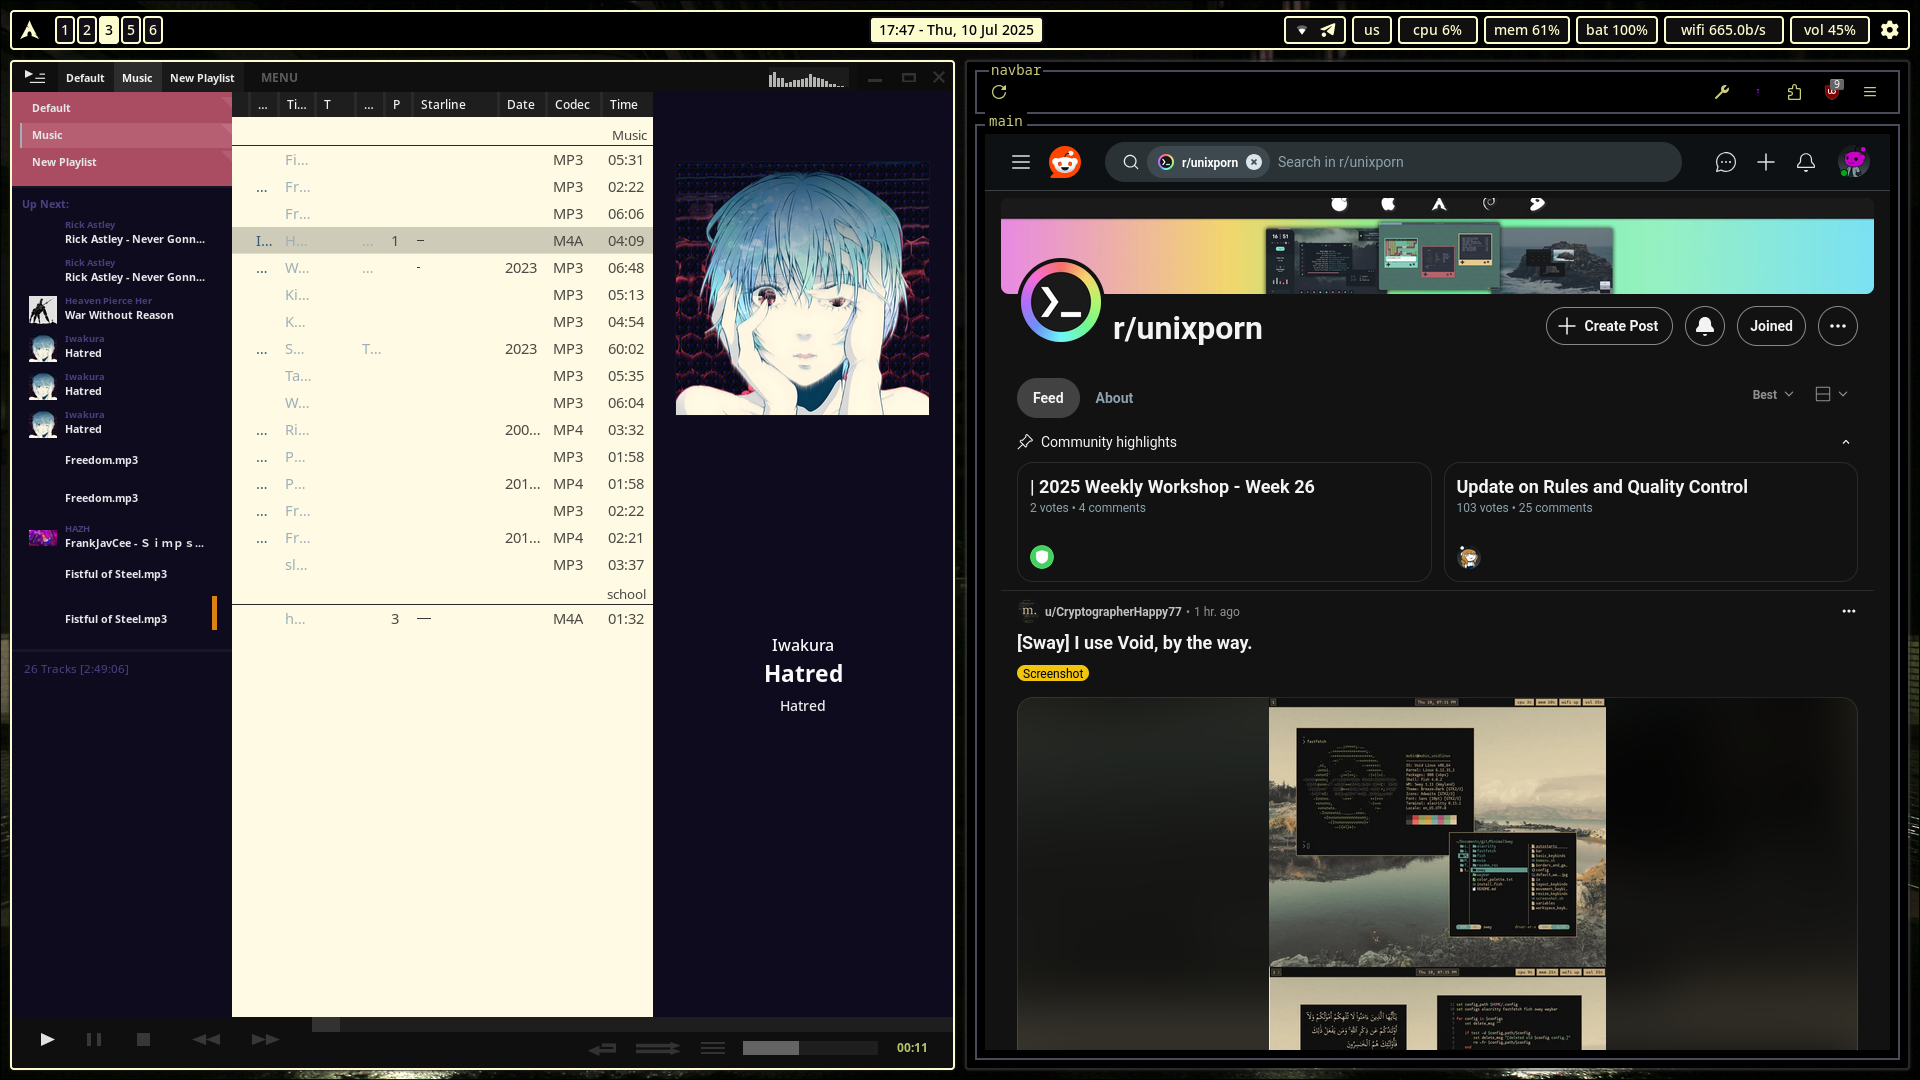 1 2 3 5 6
17:47 - Thu, 10 Jul 2025
us
cpu 6%
mem 61%
bat 100%
wifi 665.0b/s
vol 45%
Default
Music
New Playlist
MENU
Default
Music
New Playlist
Up Next:
Rick Astley
Rick Astley - Never Gonn...
Rick Astley
Rick Astley - Never Gonn...
Heaven Pierce Her
War Without Reason
Iwakura
Hatred
Iwakura
Hatred
Iwakura
Hatred
Freedom.mp3
Freedom.mp3
HAZH
FrankJavCee - Ｓｉｍｐｓ...
Fistful of Steel.mp3
Fistful of Steel.mp3
26 Tracks [2:49:06]
... Ti... T ... P Starline Date Codec Time
Music
Fi... MP3 05:31
... Fr... MP3 02:22
Fr... MP3 06:06
I... H... ... 1 – M4A 04:09
... W... ... - 2023 MP3 06:48
Ki... MP3 05:13
K... MP3 04:54
... S... T... 2023 MP3 60:02
Ta... MP3 05:35
W... MP3 06:04
... Ri... 200... MP4 03:32
... P... MP3 01:58
... P... 201... MP4 01:58
... Fr... MP3 02:22
... Fr... 201... MP4 02:21
sl... MP3 03:37
school
h... 3 — M4A 01:32
Iwakura
Hatred
Hatred
00:11
navbar
9
main
r/unixporn
Search in r/unixporn
r/unixporn
Create Post
Joined
Feed
About
Best
Community highlights
| 2025 Weekly Workshop - Week 26
2 votes • 4 comments
Update on Rules and Quality Control
103 votes • 25 comments
m.
u/CryptographerHappy77 • 1 hr. ago
[Sway] I use Void, by the way.
Screenshot